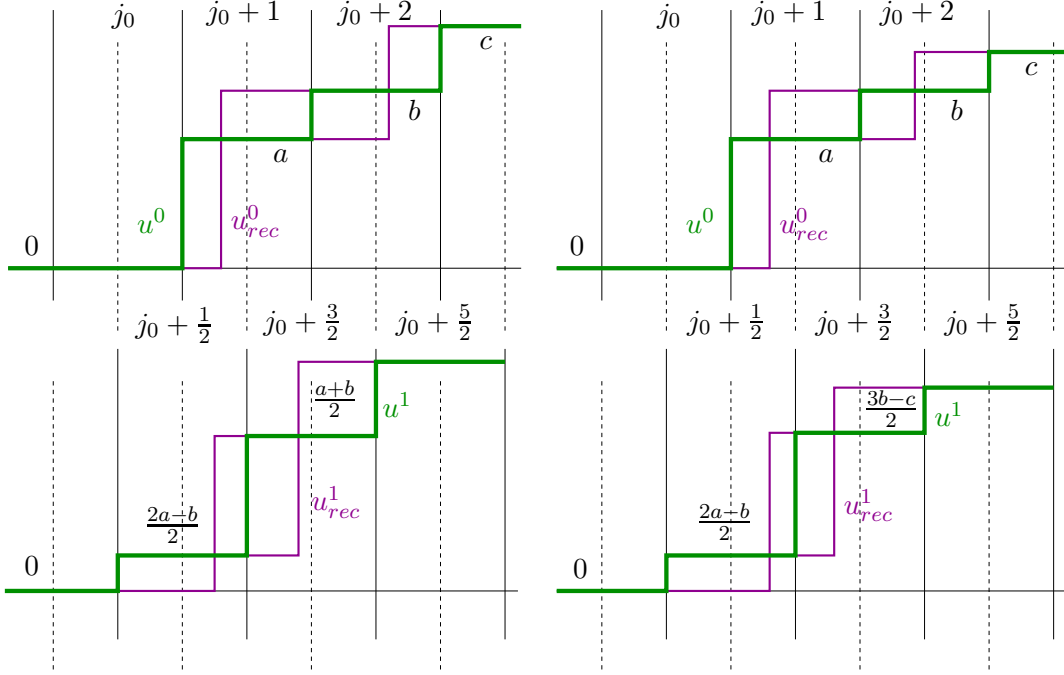 j_0 j_0 + 1 j_0 + 2
c
b
a
u^0 u^0_{rec}
0
j_0 + \frac{1}{2} j_0 + \frac{3}{2} j_0 + \frac{5}{2}
\frac{a+b}{2} u^1
u^1_{rec}
\frac{2a-b}{2}
0
j_0 j_0 + 1 j_0 + 2
c
b
a
u^0 u^0_{rec}
0
j_0 + \frac{1}{2} j_0 + \frac{3}{2} j_0 + \frac{5}{2}
\frac{3b-c}{2} u^1
u^1_{rec}
\frac{2a-b}{2}
0